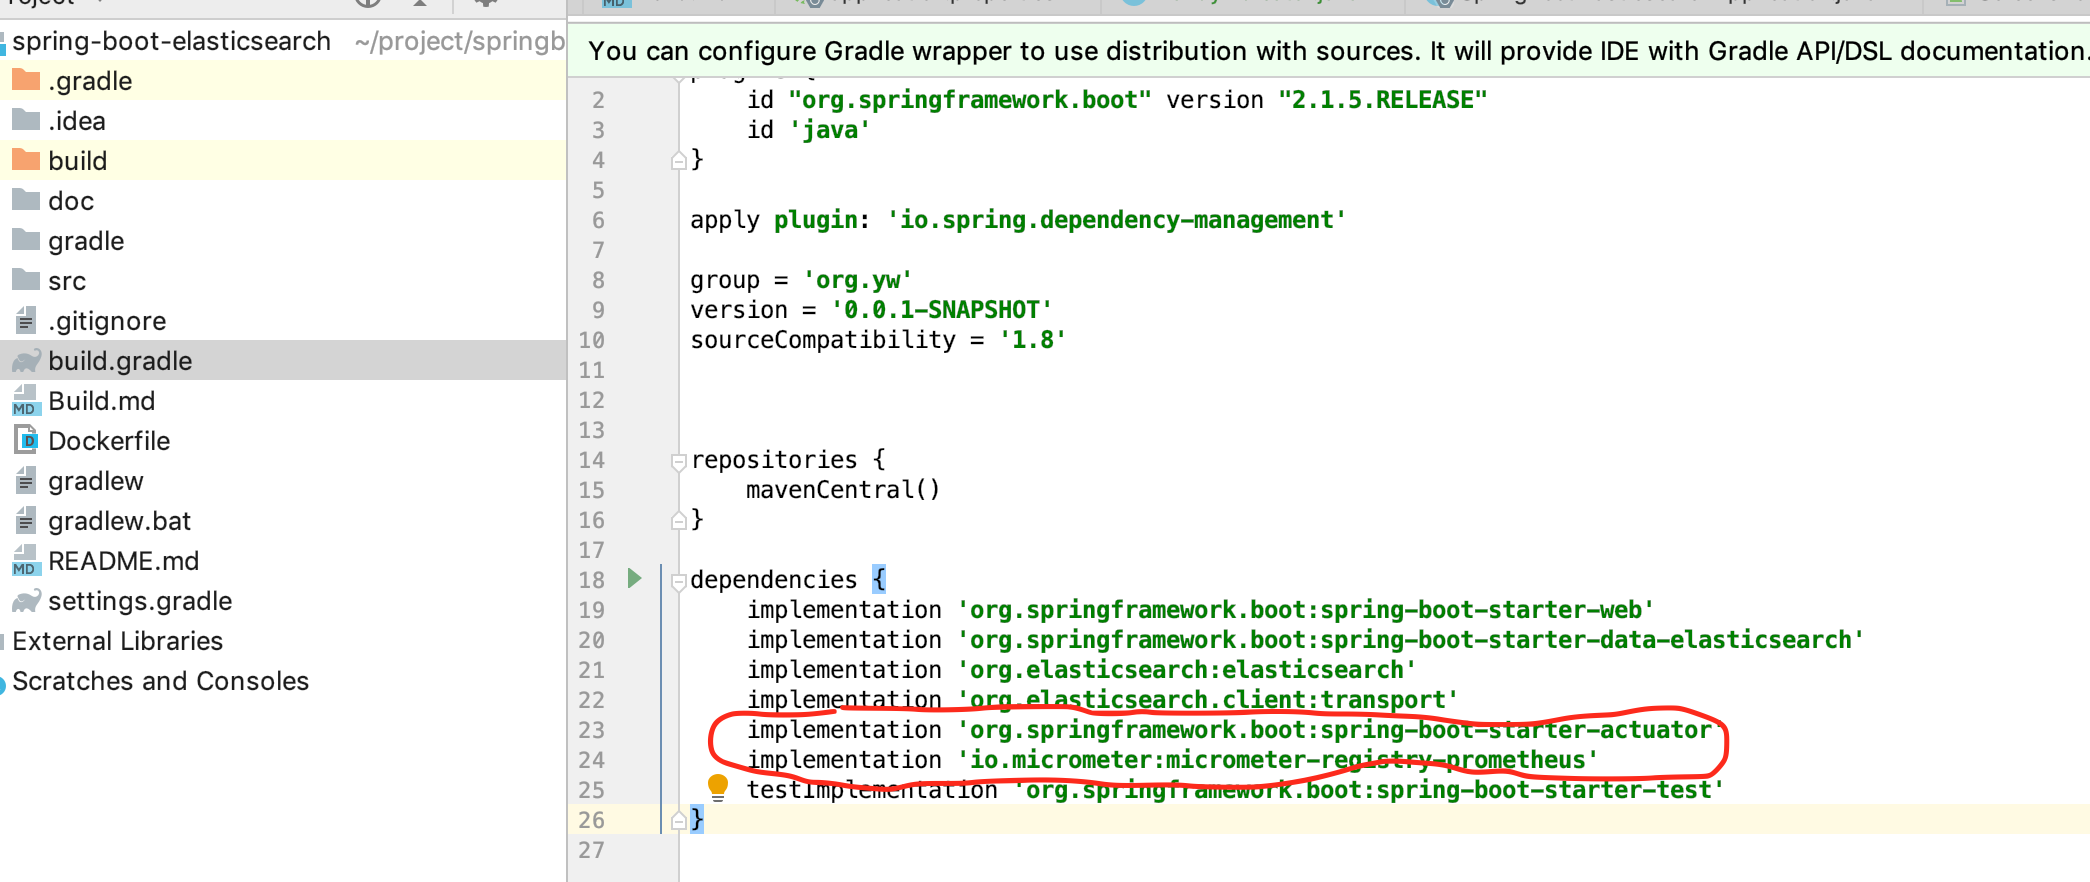 spring-boot-elasticsearch ~/project/springb
.gradle
.idea
build
doc
gradle
src
.gitignore
build.gradle
Build.md
Dockerfile
gradlew
gradlew.bat
README.md
settings.gradle
External Libraries
Scratches and Consoles
You can configure Gradle wrapper to use distribution with sources. It will provide IDE with Gradle API/DSL documentation.
2 id "org.springframework.boot" version "2.1.5.RELEASE"
3 id 'java'
4 }
5
6 apply plugin: 'io.spring.dependency-management'
7
8 group = 'org.yw'
9 version = '0.0.1-SNAPSHOT'
10 sourceCompatibility = '1.8'
11
12
13
14 repositories {
15 mavenCentral()
16 }
17
18 dependencies {
19 implementation 'org.springframework.boot:spring-boot-starter-web'
20 implementation 'org.springframework.boot:spring-boot-starter-data-elasticsearch'
21 implementation 'org.elasticsearch:elasticsearch'
22 implementation 'org.elasticsearch.client:transport'
23 implementation 'org.springframework.boot:spring-boot-starter-actuator'
24 implementation 'io.micrometer:micrometer-registry-prometheus'
25 testImplementation 'org.springframework.boot:spring-boot-starter-test'
26 }
27